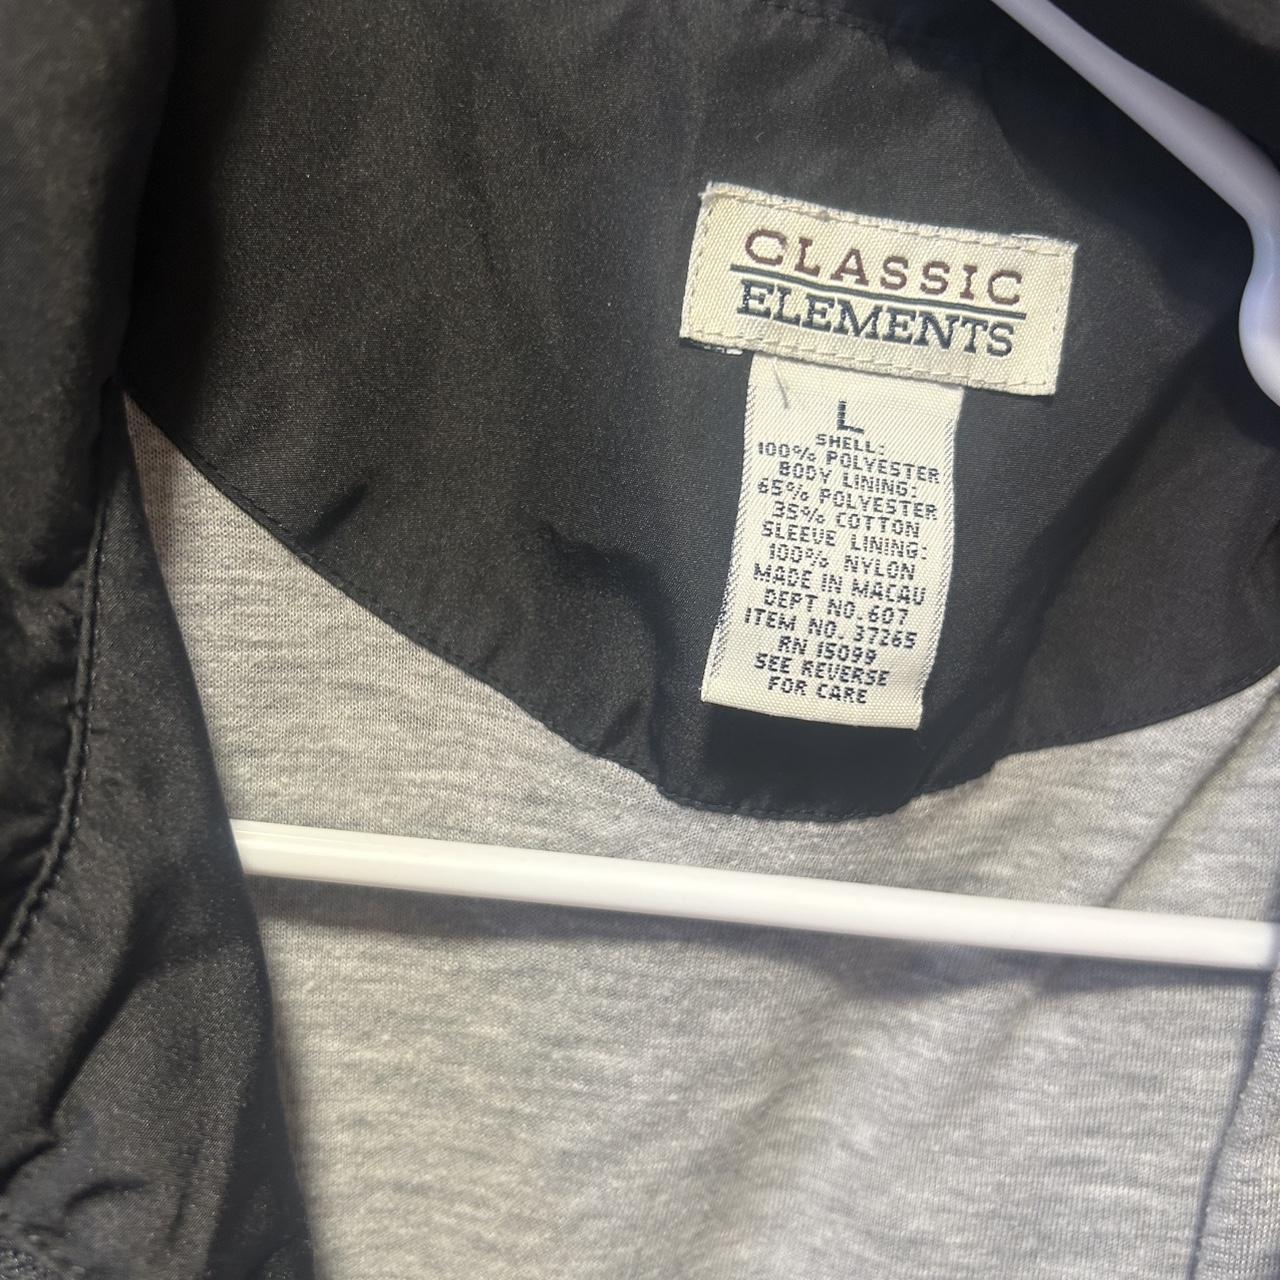 CLASSIC
ELEMENTS
L
SHELL:
100% POLYESTER
BODY LINING:
65% POLYESTER
35% COTTON
SLEEVE LINING:
100% NYLON
MADE IN MACAU
DEPT NO. 607
ITEM NO. 37265
RN 15099
SEE REVERSE
FOR CARE